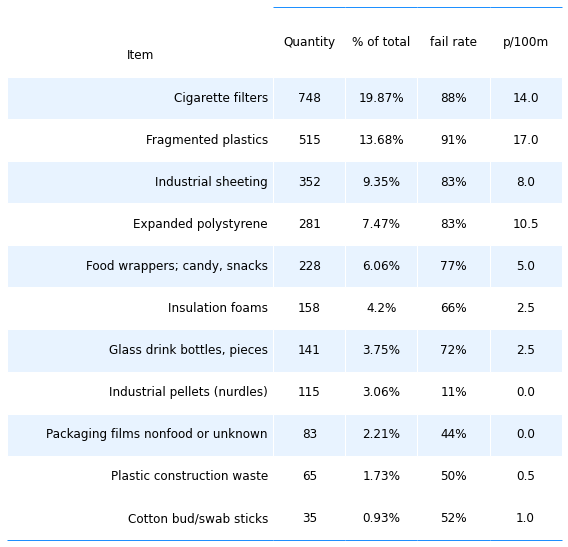 Item Quantity % of total fail rate p/100m
Cigarette filters 748 19.87% 88% 14.0
Fragmented plastics 515 13.68% 91% 17.0
Industrial sheeting 352 9.35% 83% 8.0
Expanded polystyrene 281 7.47% 83% 10.5
Food wrappers; candy, snacks 228 6.06% 77% 5.0
Insulation foams 158 4.2% 66% 2.5
Glass drink bottles, pieces 141 3.75% 72% 2.5
Industrial pellets (nurdles) 115 3.06% 11% 0.0
Packaging films nonfood or unknown 83 2.21% 44% 0.0
Plastic construction waste 65 1.73% 50% 0.5
Cotton bud/swab sticks 35 0.93% 52% 1.0